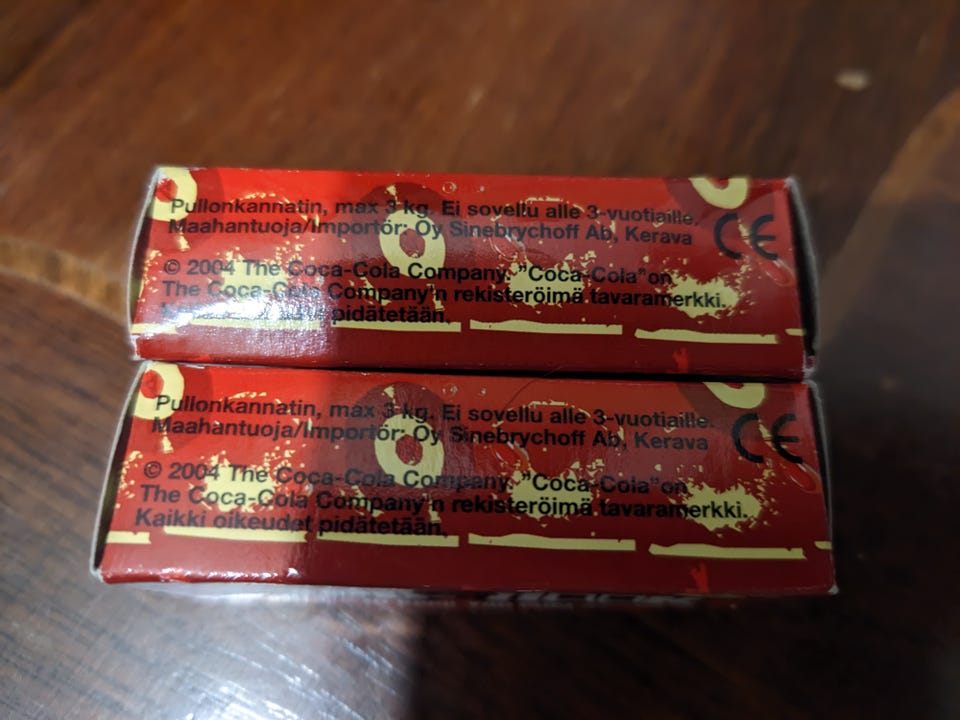 Pullonkannatin, max 3 kg. Ei sovellu alle 3-vuotiaille.
Maahantuoja/Importör: Oy Sinebrychoff Ab, Kerava
CE
© 2004 The Coca-Cola Company. "Coca-Cola" on
The Coca-Cola Company'n rekisteröimä tavaramerkki.
pidätetään.
Pullonkannatin, max 3 kg. Ei sovellu alle 3-vuotiaille.
Maahantuoja/Importör: Oy Sinebrychoff Ab, Kerava
CE
© 2004 The Coca-Cola Company. "Coca-Cola" on
The Coca-Cola Company'n rekisteröimä tavaramerkki.
Kaikki oikeudet pidätetään.